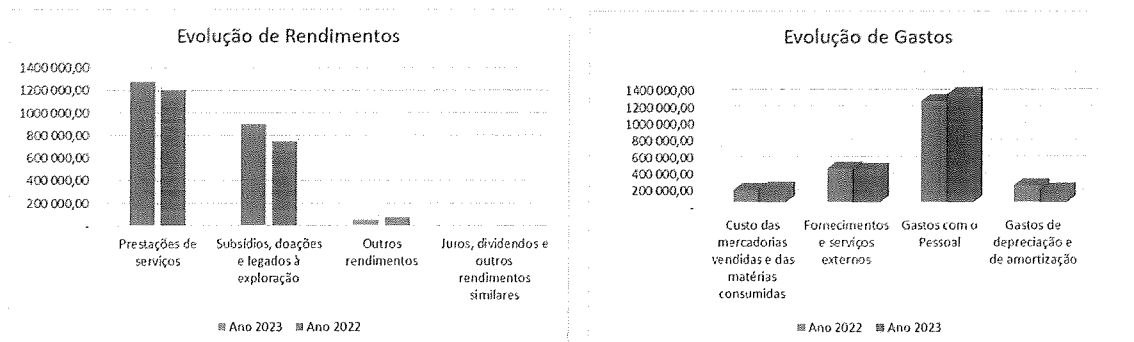 Evolução de Rendimentos
1400 000,00
1200 000,00
1000 000,00
800 000,00
600 000,00
400 000,00
200 000,00
-
Prestações de
serviços
Subsídios, doações
e legados à
exploração
Outros
rendimentos
Juros, dividendos e
outros
rendimentos
similares
Ano 2023 Ano 2022
Evolução de Gastos
1400 000,00
1200 000,00
1000 000,00
800 000,00
600 000,00
400 000,00
200 000,00
-
Custo das
mercadorias
vendidas e das
matérias
consumidas
Fornecimentos
e serviços
externos
Gastos com o
Pessoal
Gastos de
depreciação e
de amortização
Ano 2022 Ano 2023